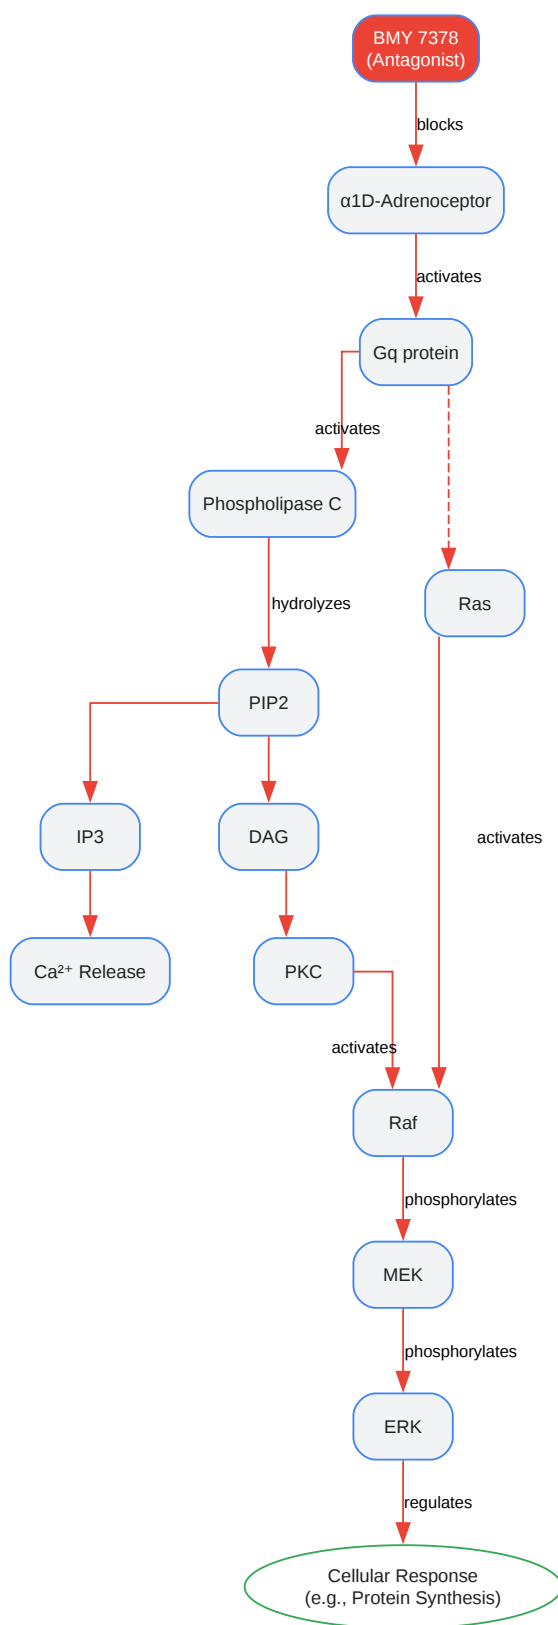 BMY 7378
(Antagonist)
blocks
α1D-Adrenoceptor
activates
Gq protein
activates
Phospholipase C
hydrolyzes
Ras
PIP2
IP3
DAG
activates
Ca²⁺ Release
PKC
activates
Raf
phosphorylates
MEK
phosphorylates
ERK
regulates
Cellular Response
(e.g., Protein Synthesis)